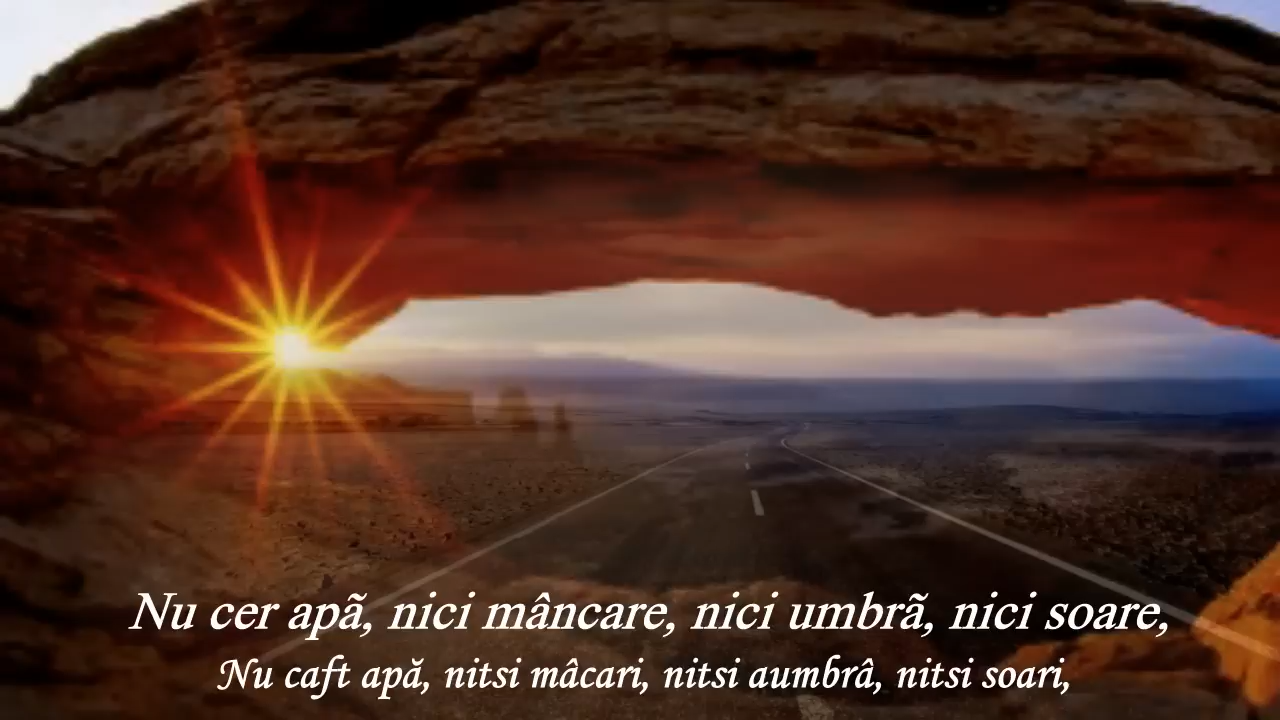 Nu cer apã, nici mâncare, nici umbrã, nici soare,
Nu caft apă, nitsi mâcari, nitsi aumbrâ, nitsi soari,